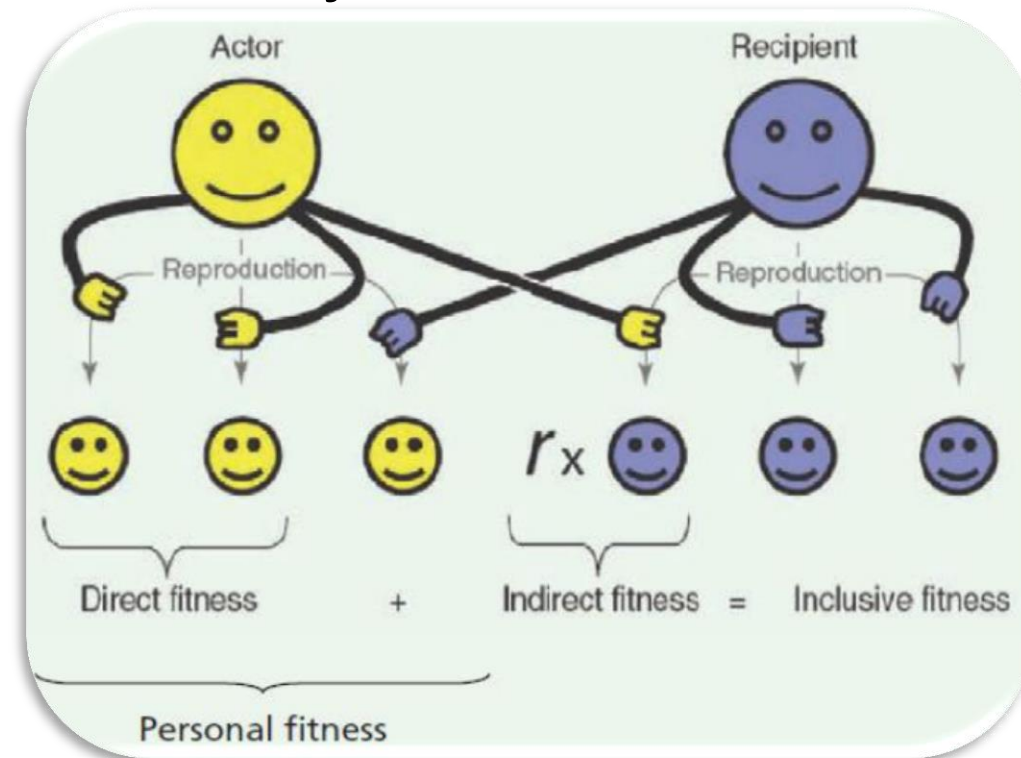 Actor Recipient
Reproduction Reproduction
r x
Direct fitness + Indirect fitness = Inclusive fitness
Personal fitness